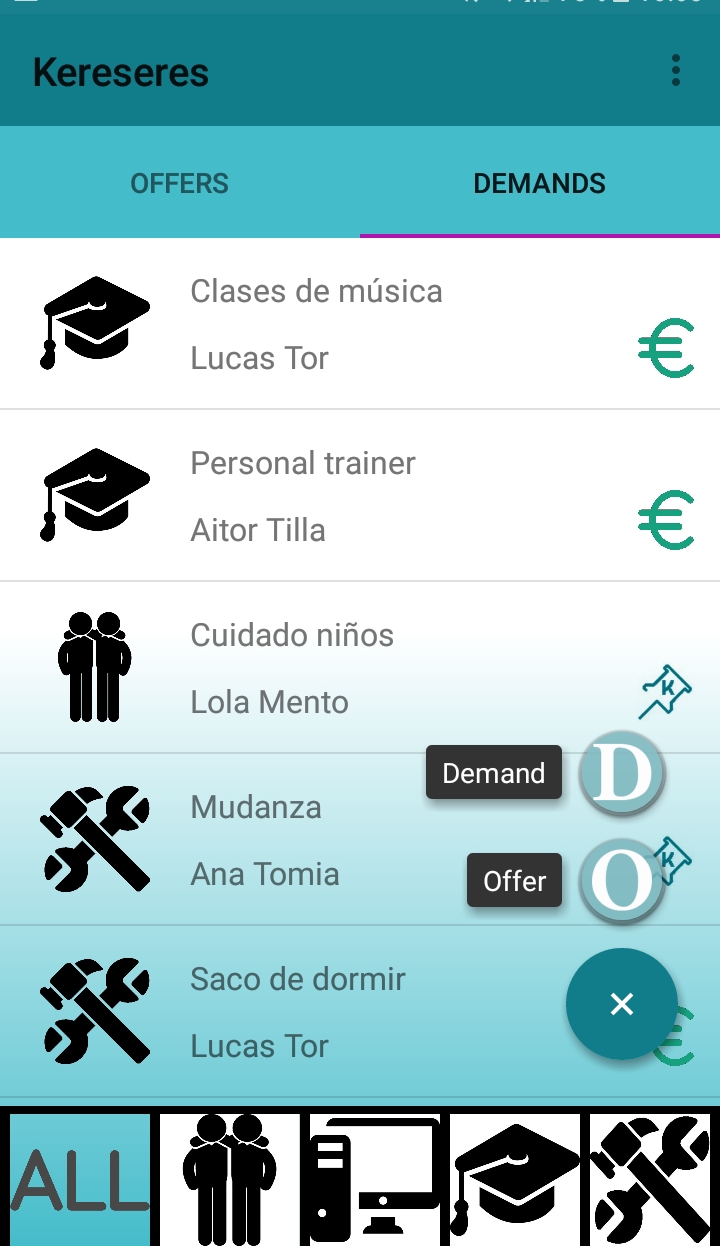 Kereseres
OFFERS
DEMANDS
Clases de música
Lucas Tor
Personal trainer
Aitor Tilla
Cuidado niños
Lola Mento
K
Demand
D
Mudanza
Ana Tomia
K
Offer
O
Saco de dormir
Lucas Tor
ALL